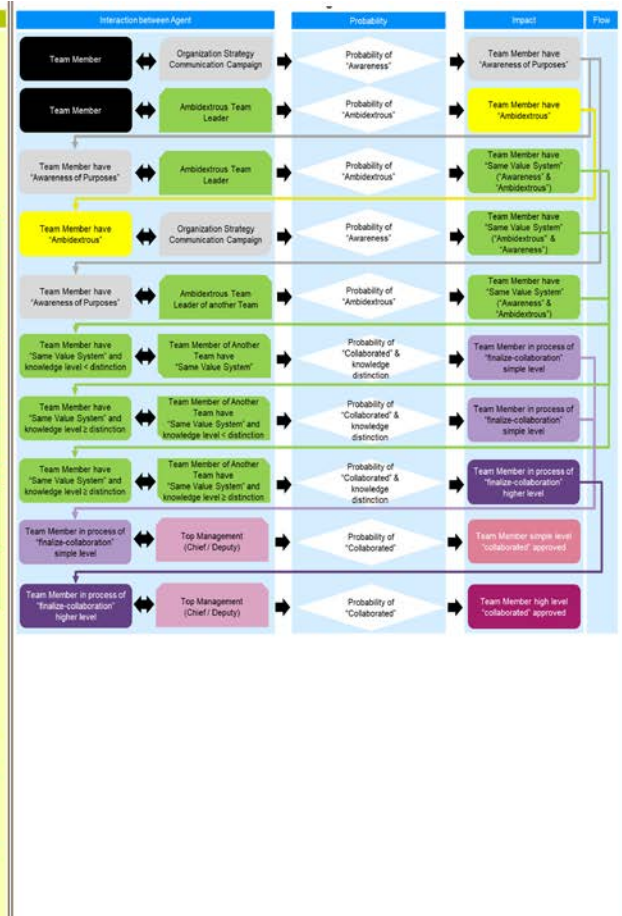 Interaction between Agent
Probability
Impact
Flow
Team Member
Organization Strategy
Communication Campaign
Probability of
"Awareness"
Team Member have
"Awareness of Purposes"
Team Member
Ambidextrous Team
Leader
Probability of
"Ambidextrous"
Team Member have
"Ambidextrous"
Team Member have
"Awareness of Purposes"
Ambidextrous Team
Leader
Probability of
"Ambidextrous"
Team Member have
"Same Value System"
("Awareness" &
"Ambidextrous")
Team Member have
"Ambidextrous"
Organization Strategy
Communication Campaign
Probability of
"Awareness"
Team Member have
"Same Value System"
("Ambidextrous" &
"Awareness")
Team Member have
"Awareness of Purposes"
Ambidextrous Team
Leader of another Team
Probability of
"Ambidextrous"
Team Member have
"Same Value System"
("Awareness" &
"Ambidextrous")
Team Member have
"Same Value System" and
knowledge level < distinction
Team Member of Another
Team have
"Same Value System"
Probability of
"Collaborated" &
knowledge
distinction
Team Member in process of
"finalize-collaboration"
simple level
Team Member have
"Same Value System" and
knowledge level ≥ distinction
Team Member of Another
Team have
"Same Value System" and
knowledge level < distinction
Probability of
"Collaborated" &
knowledge
distinction
Team Member in process of
"finalize-collaboration"
simple level
Team Member have
"Same Value System" and
knowledge level ≥ distinction
Team Member of Another
Team have
"Same Value System" and
knowledge level ≥ distinction
Probability of
"Collaborated" &
knowledge
distinction
Team Member in process of
"finalize-collaboration"
higher level
Team Member in process of
"finalize-collaboration"
simple level
Top Management
(Chief / Deputy)
Probability of
"Collaborated"
Team Member simple level
"collaborated" approved
Team Member in process of
"finalize-collaboration"
higher level
Top Management
(Chief / Deputy)
Probability of
"Collaborated"
Team Member high level
"collaborated" approved